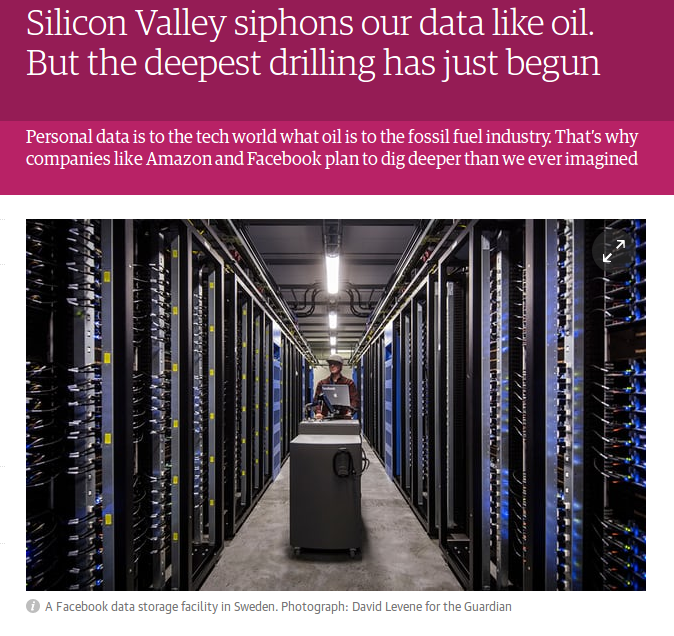 Silicon Valley siphons our data like oil.
But the deepest drilling has just begun
Personal data is to the tech world what oil is to the fossil fuel industry. That's why
companies like Amazon and Facebook plan to dig deeper than we ever imagined
i A Facebook data storage facility in Sweden. Photograph: David Levene for the Guardian